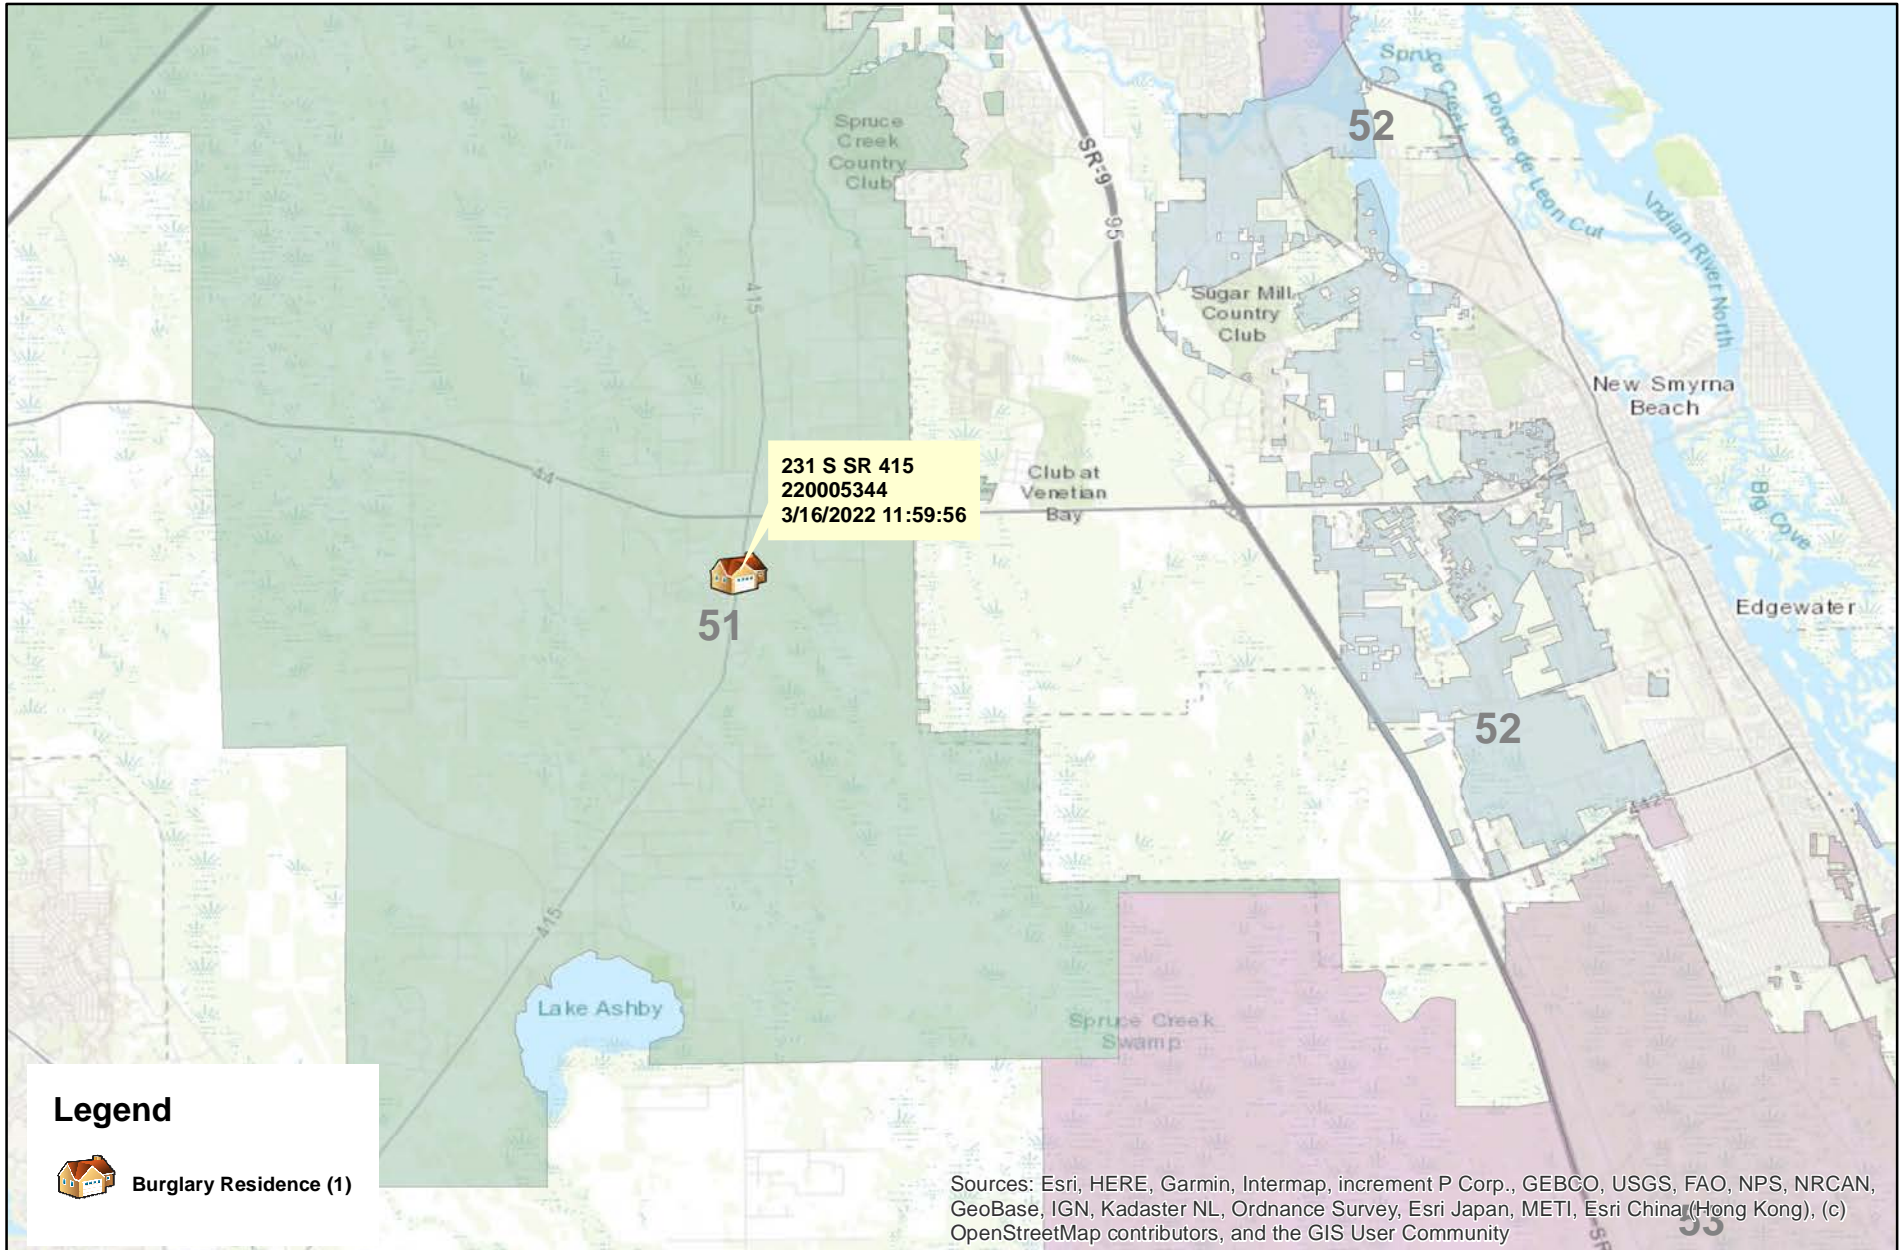 Spruce
Creek
52
Spruce
Creek
Country
Club
Ponce de Leon Cut
SR-9
95
Indian River North
415
Sugar Mill
Country
Club
New Smyrna
Beach
231 S SR 415
220005344
3/16/2022 11:59:56
44
Club at
Venetian
Bay
Big Cove
51
Edgewater
52
442
415
Lake Ashby
Spruce Creek
Swamp
Legend
Burglary Residence (1)
Sources: Esri, HERE, Garmin, Intermap, increment P Corp., GEBCO, USGS, FAO, NPS, NRCAN,
GeoBase, IGN, Kadaster NL, Ordnance Survey, Esri Japan, METI, Esri China (Hong Kong), (c)
OpenStreetMap contributors, and the GIS User Community
53
SR